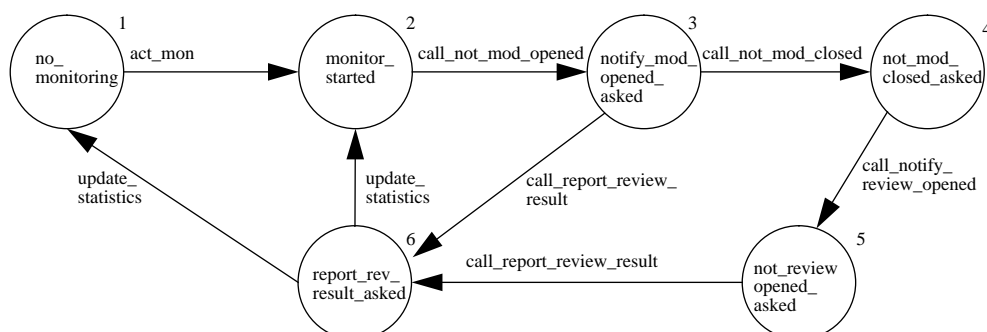 1
no_
monitoring
act_mon
2
monitor_
started
call_not_mod_opened
3
notify_mod_
opened_
asked
call_not_mod_closed
4
not_mod_
closed_asked
call_notify_
review_opened
update_
statistics
update_
statistics
call_report_review_
result
6
report_rev_
result_asked
call_report_review_result
5
not_review
opened_
asked